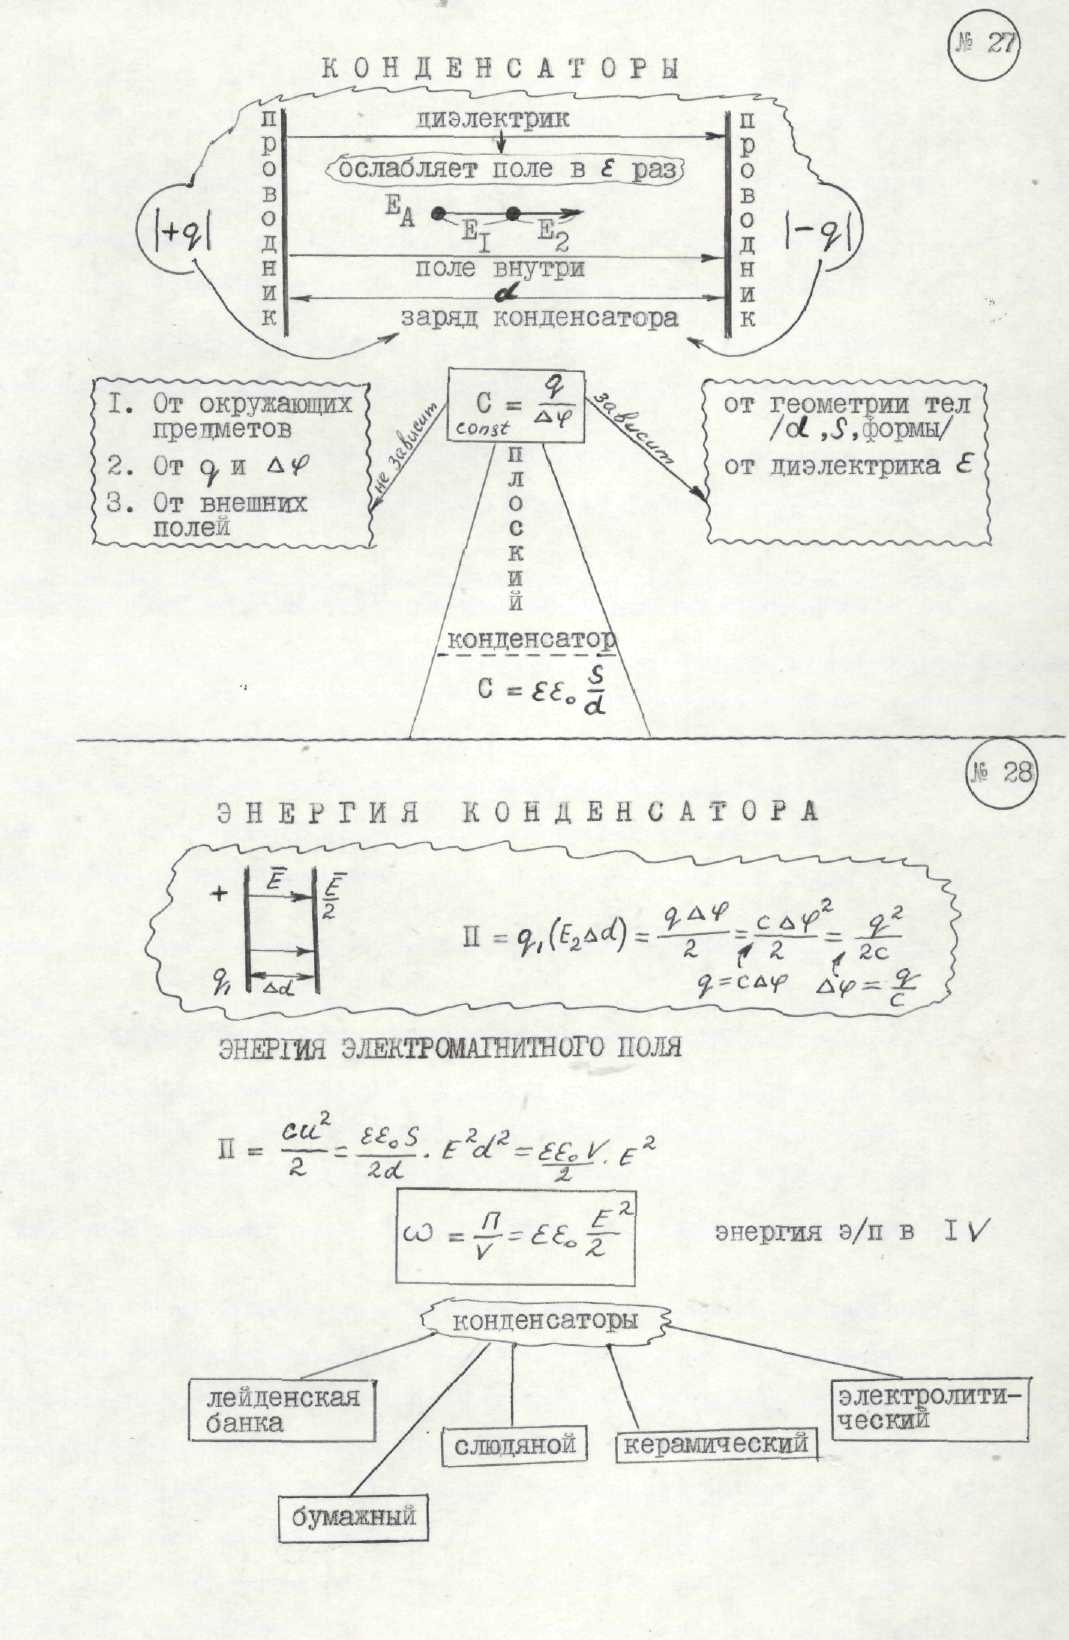 № 27
КОНДЕНСАТОРЫ
проводник
диэлектрик
ослабляет поле в ε раз
E_A E_1 E_2
поле внутри
d
заряд конденсатора
проводник
|+q|
|-q|
C = q/Δφ
const
не зависит
зависит
1. От окружающих
предметов
2. От q и Δφ
3. От внешних
полей
от геометрии тел
/d, S, формы/
от диэлектрика ε
плоский
конденсатор
C = εε₀ S/d
№ 28
ЭНЕРГИЯ КОНДЕНСАТОРА
+ E̅ E̅/2
q₁ Δd
П = q₁(E₂Δd) = qΔφ/2 = cΔφ²/2 = q²/2c
q = cΔφ Δφ = q/c
ЭНЕРГИЯ ЭЛЕКТРОМАГНИТНОГО ПОЛЯ
П = cu²/2 = εε₀S/2d · E²d² = εε₀V/2 · E²
ω = П/V = εε₀ E²/2
энергия э/п в I V
конденсаторы
лейденская
банка
бумажный
слюдяной
керамический
электролити-
ческий